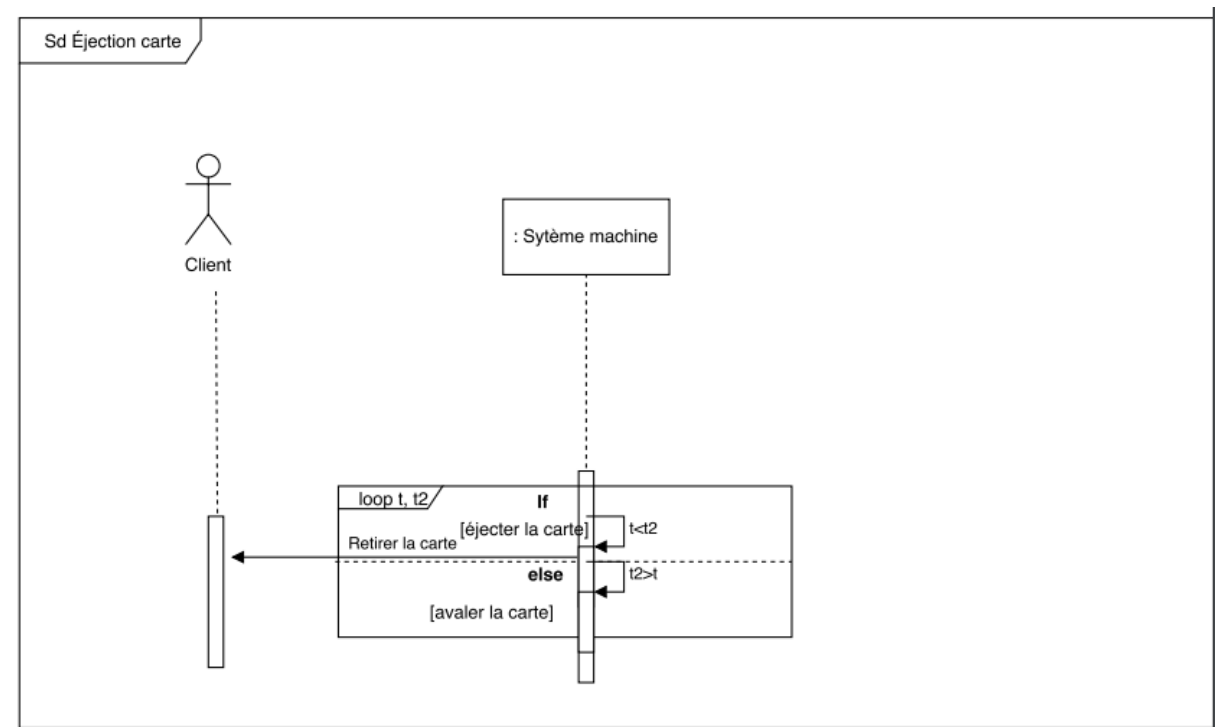 Sd Éjection carte
Client
: Sytème machine
loop t, t2
If
[éjecter la carte]
t<t2
Retirer la carte
else
t2>t
[avaler la carte]